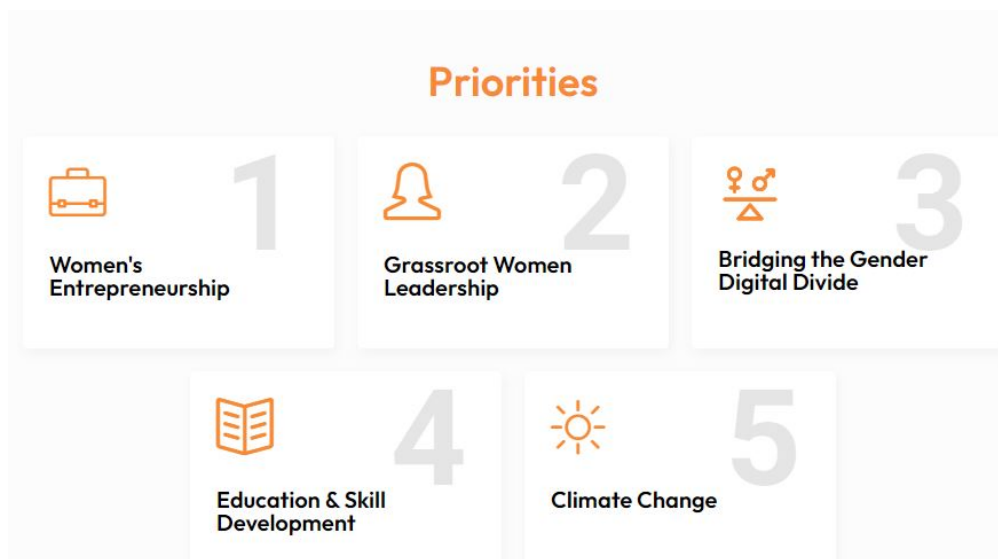 Priorities
1
Women's
Entrepreneurship
2
Grassroot Women
Leadership
3
Bridging the Gender
Digital Divide
4
Education & Skill
Development
5
Climate Change